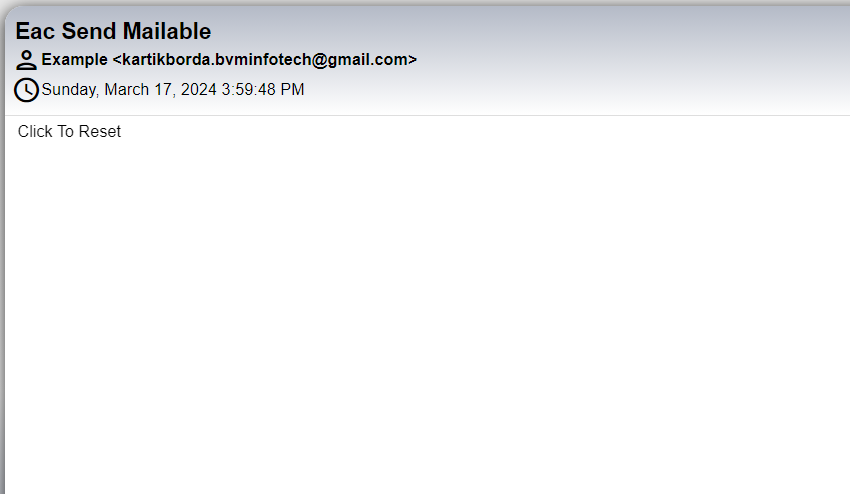 Eac Send Mailable
Example <kartikborda.bvminfotech@gmail.com>
Sunday, March 17, 2024 3:59:48 PM
Click To Reset